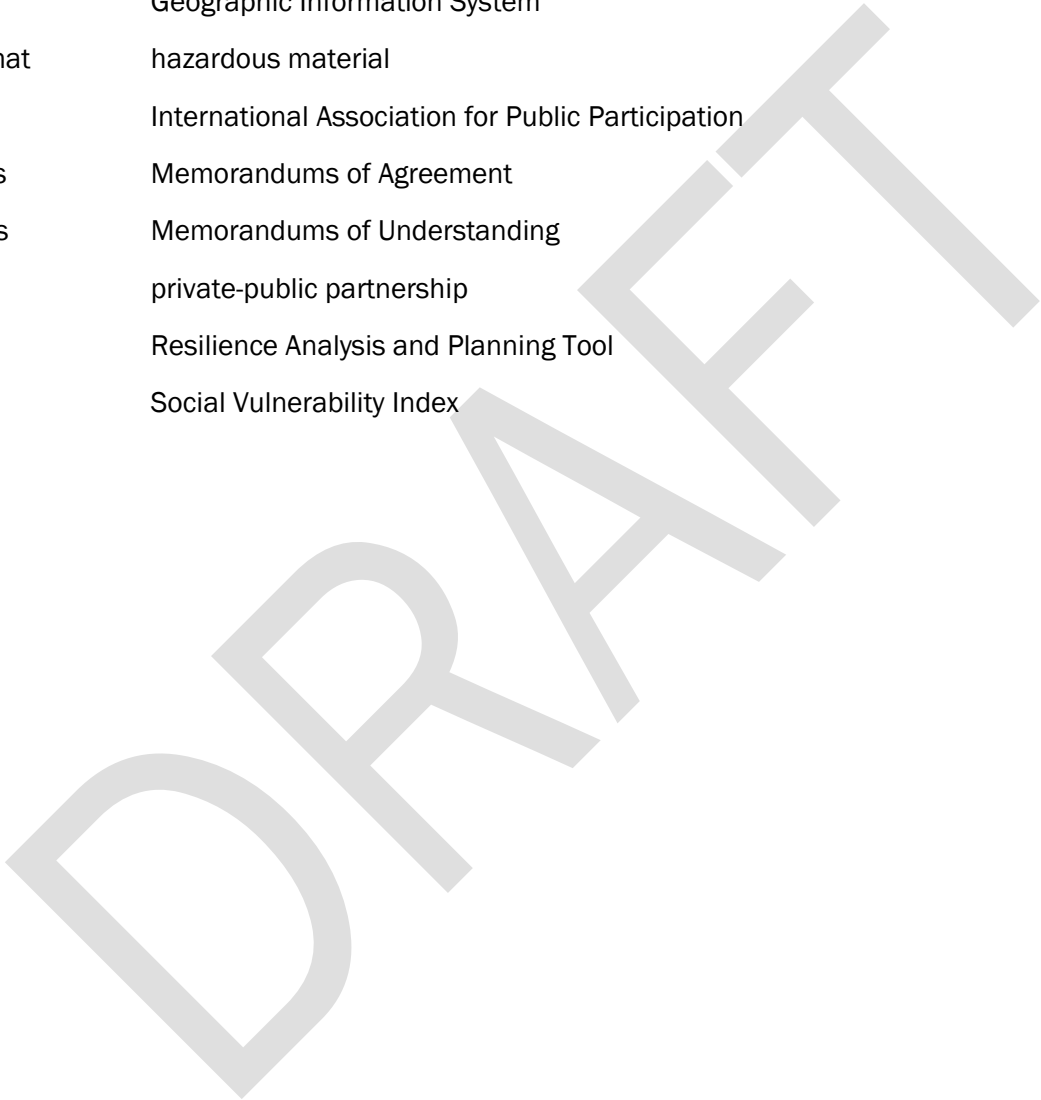 Geographic Information System
hazardous material
International Association for Public Participation
s Memorandums of Agreement
s Memorandums of Understanding
private-public partnership
Resilience Analysis and Planning Tool
Social Vulnerability Index
DRAFT